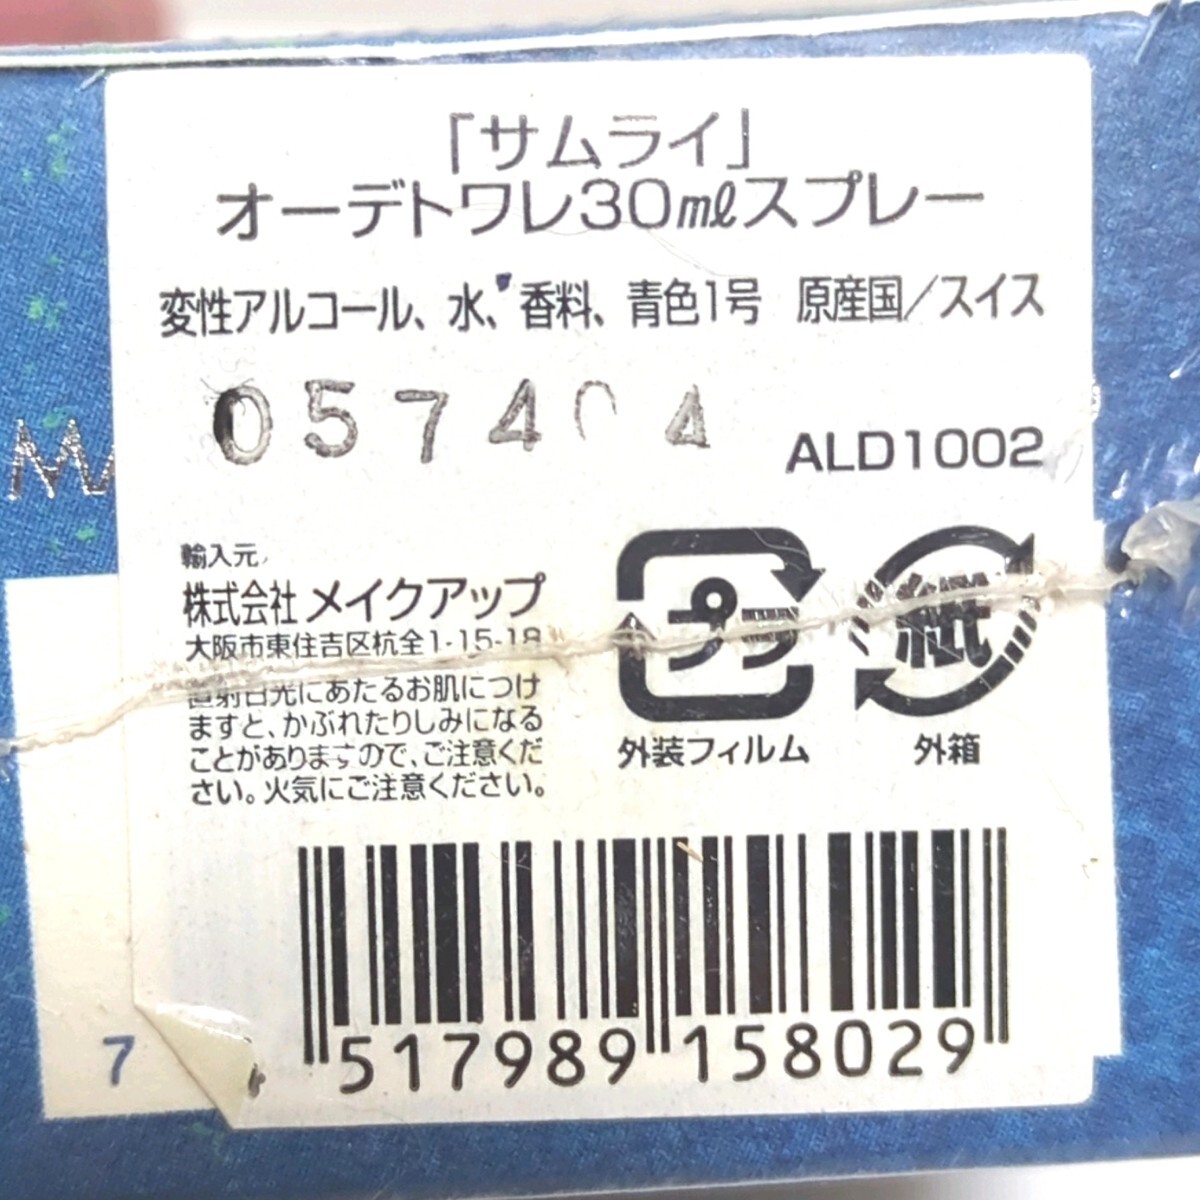 「サムライ」
オーデトワレ30mlスプレー
変性アルコール、水、香料、青色1号 原産国/スイス
057404
ALD1002
輸入元
株式会社 メイクアップ
大阪市東住吉区杭全1-15-18
直射日光にあたるお肌につけ
ますと、かぶれたりしみになる
ことがありますので、ご注意くだ
さい。火気にご注意ください。
プラ
外装フィルム
紙
外箱
7
517989 158029